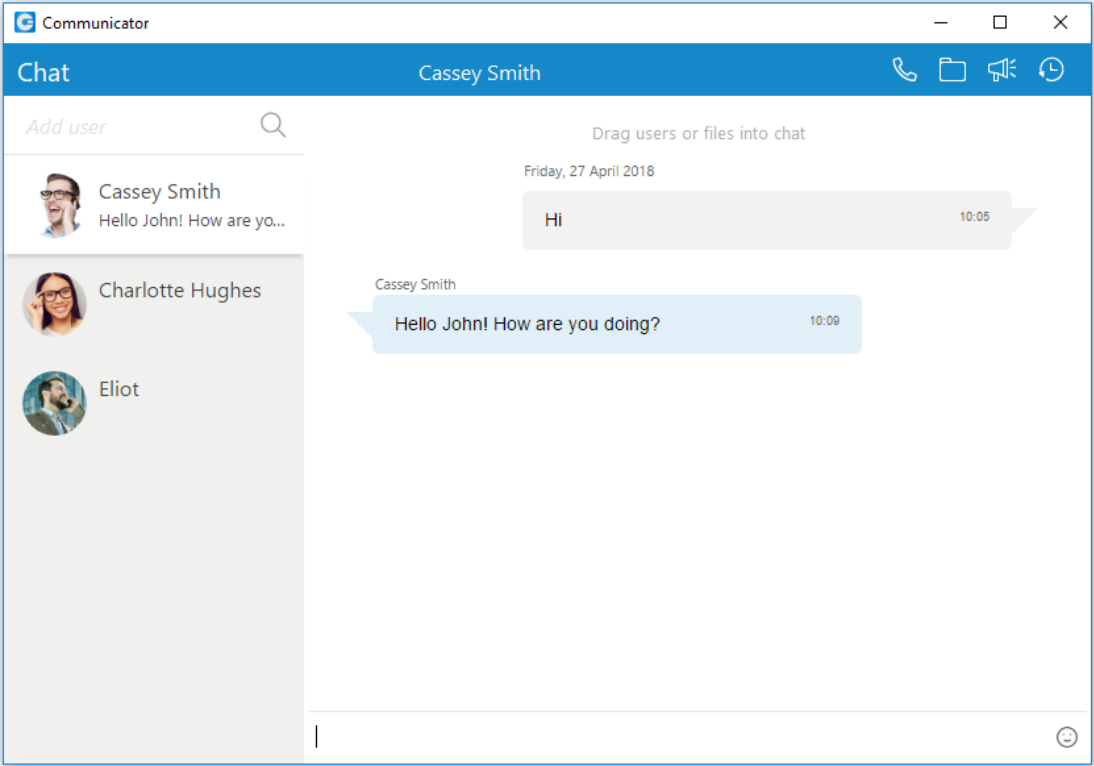 Communicator
Chat
Cassey Smith
Add user
Cassey Smith
Hello John! How are yo...
Charlotte Hughes
Eliot
Drag users or files into chat
Friday, 27 April 2018
Hi 10:05
Cassey Smith
Hello John! How are you doing? 10:09